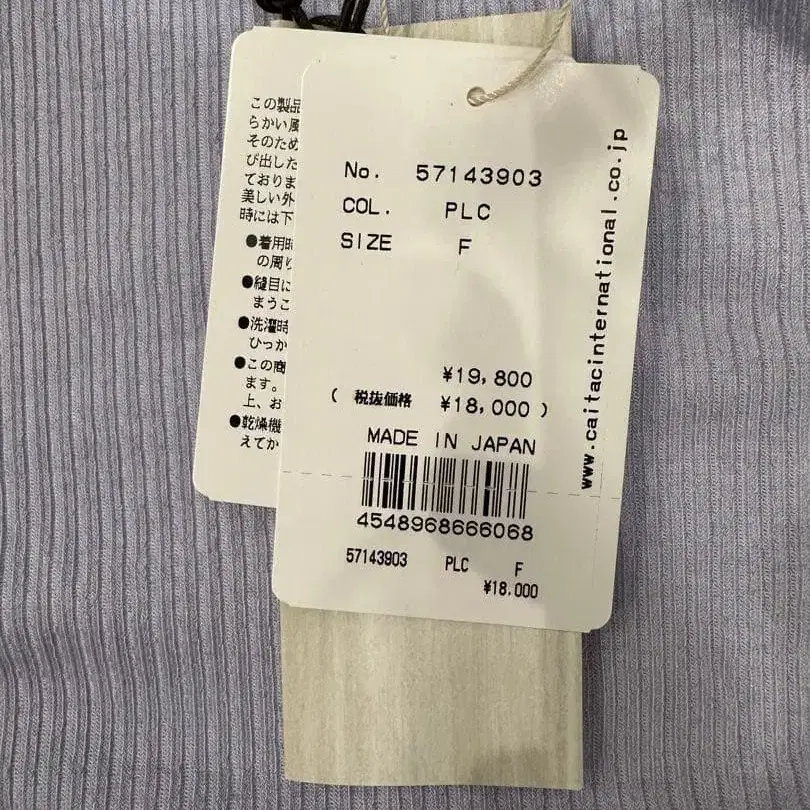 この製品
らかい風
そのため
び出した
ておりま
美しい外
時には下
●着用時
の周り
●縫目に
まうこ
●洗濯時
ひっか
●この商
ます。
上、お
●乾燥機
えてか
No. 57143903
COL. PLC
SIZE F
¥19,800
( 税抜価格 ¥18,000 )
MADE IN JAPAN
4548968666068
57143903 PLC F
¥18,000
www.caitacinternational.co.jp